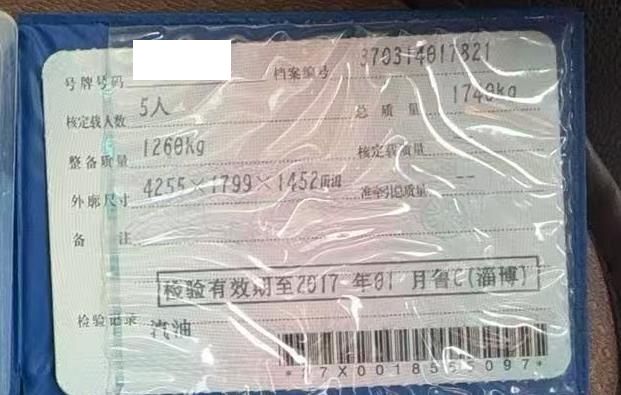 号牌号码 档案编号 370314017821
核定载人数 5人 总质量 1740kg
整备质量 1260kg 核定载质量
外廓尺寸 4255×1799×1452 准牵引总质量 --
备注
检验有效期至2017年01月鲁C(淄博)
检验记录 汽油